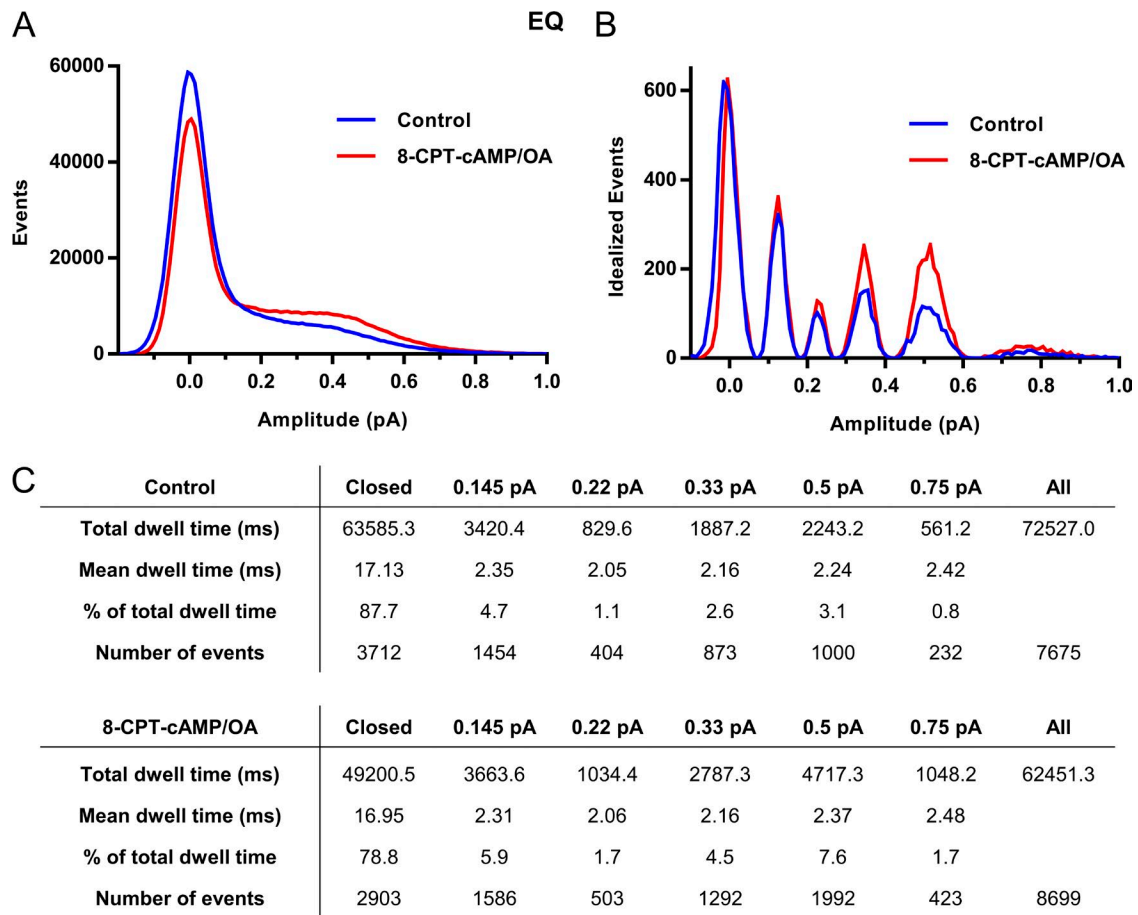 A
EQ
B
60000
40000
20000
0
Events
Control
8-CPT-cAMP/OA
0.0 0.2 0.4 0.6 0.8 1.0
Amplitude (pA)
600
400
200
0
Idealized Events
Control
8-CPT-cAMP/OA
0.0 0.2 0.4 0.6 0.8 1.0
Amplitude (pA)
C
Control Closed 0.145 pA 0.22 pA 0.33 pA 0.5 pA 0.75 pA All
Total dwell time (ms) 63585.3 3420.4 829.6 1887.2 2243.2 561.2 72527.0
Mean dwell time (ms) 17.13 2.35 2.05 2.16 2.24 2.42
% of total dwell time 87.7 4.7 1.1 2.6 3.1 0.8
Number of events 3712 1454 404 873 1000 232 7675
8-CPT-cAMP/OA Closed 0.145 pA 0.22 pA 0.33 pA 0.5 pA 0.75 pA All
Total dwell time (ms) 49200.5 3663.6 1034.4 2787.3 4717.3 1048.2 62451.3
Mean dwell time (ms) 16.95 2.31 2.06 2.16 2.37 2.48
% of total dwell time 78.8 5.9 1.7 4.5 7.6 1.7
Number of events 2903 1586 503 1292 1992 423 8699